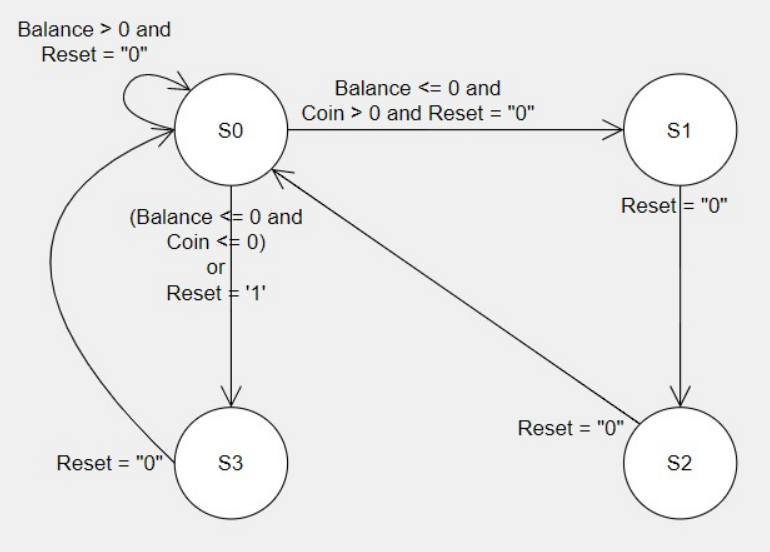 Balance > 0 and
Reset = "0"
Balance <= 0 and
Coin > 0 and Reset = "0"
S0
S1
(Balance <= 0 and
Coin <= 0)
or
Reset = '1'
Reset = "0"
Reset = "0"
Reset = "0"
S3
S2